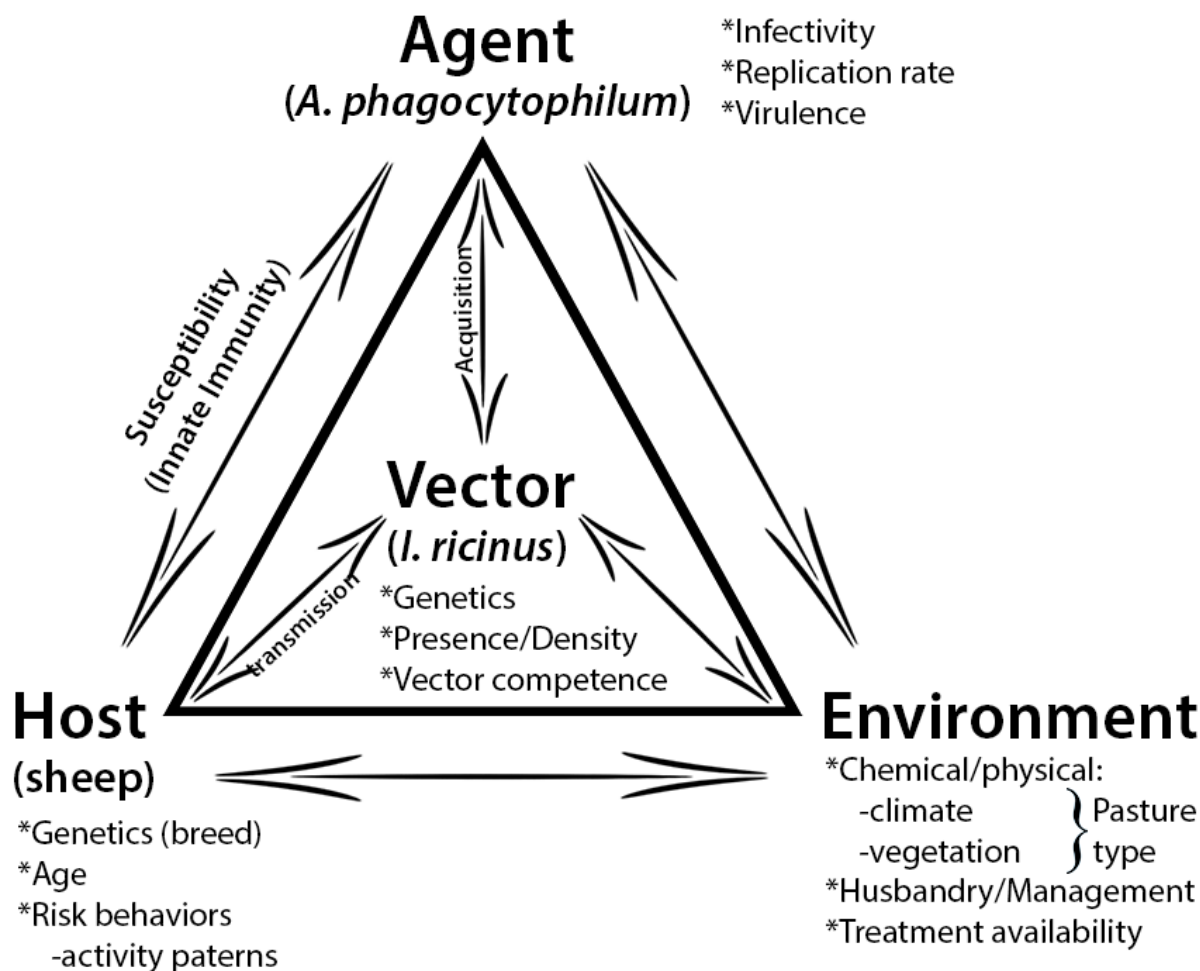 Agent
(A. phagocytophilum)
*Infectivity
*Replication rate
*Virulence
Susceptibility
(Innate Immunity)
Acquisition
Vector
(I. ricinus)
*Genetics
*Presence/Density
*Vector competence
transmission
Host
(sheep)
*Genetics (breed)
*Age
*Risk behaviors
-activity paterns
Environment
*Chemical/physical:
-climate
-vegetation
} Pasture
type
*Husbandry/Management
*Treatment availability